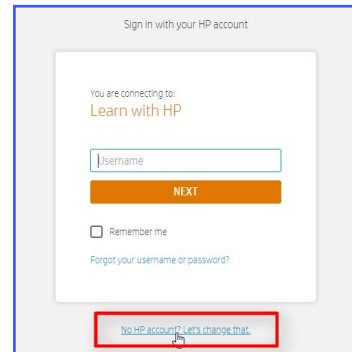 Sign in with your HP account
You are connecting to:
Learn with HP
Username
NEXT
Remember me
Forgot your username or password?
No HP account? Let's change that.